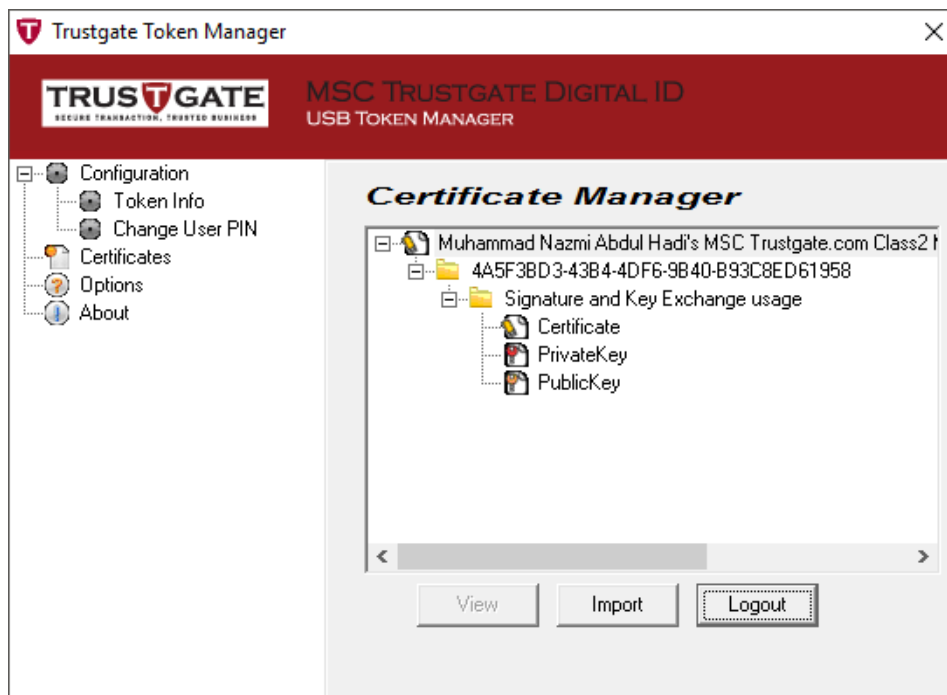 Trustgate Token Manager
TRUSTGATE
SECURE TRANSACTION, TRUSTED BUSINESS
MSC TRUSTGATE DIGITAL ID
USB TOKEN MANAGER
Configuration
Token Info
Change User PIN
Certificates
Options
About
Certificate Manager
Muhammad Nazmi Abdul Hadi's MSC Trustgate.com Class2
4A5F3BD3-43B4-4DF6-9B40-B93C8ED61958
Signature and Key Exchange usage
Certificate
PrivateKey
PublicKey
View
Import
Logout